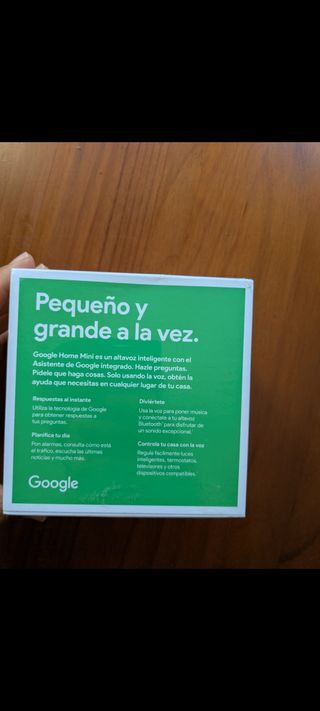 Pequeño y
grande a la vez.
Google Home Mini es un altavoz inteligente con el
Asistente de Google integrado. Hazle preguntas.
Pídele que haga cosas. Solo usando la voz, obtén la
ayuda que necesitas en cualquier lugar de tu casa.
Respuestas al instante
Utiliza la tecnología de Google
para obtener respuestas a
tus preguntas.
Planifica tu día
Pon alarmas, consulta cómo está
el tráfico, escucha las últimas
noticias y mucho más.
Diviértete
Usa la voz para poner música
y conéctate a tu altavoz
Bluetooth para disfrutar de
un sonido excepcional.
Controla tu casa con la voz
Regula fácilmente luces
inteligentes, termostatos,
televisores y otros
dispositivos compatibles.
Google